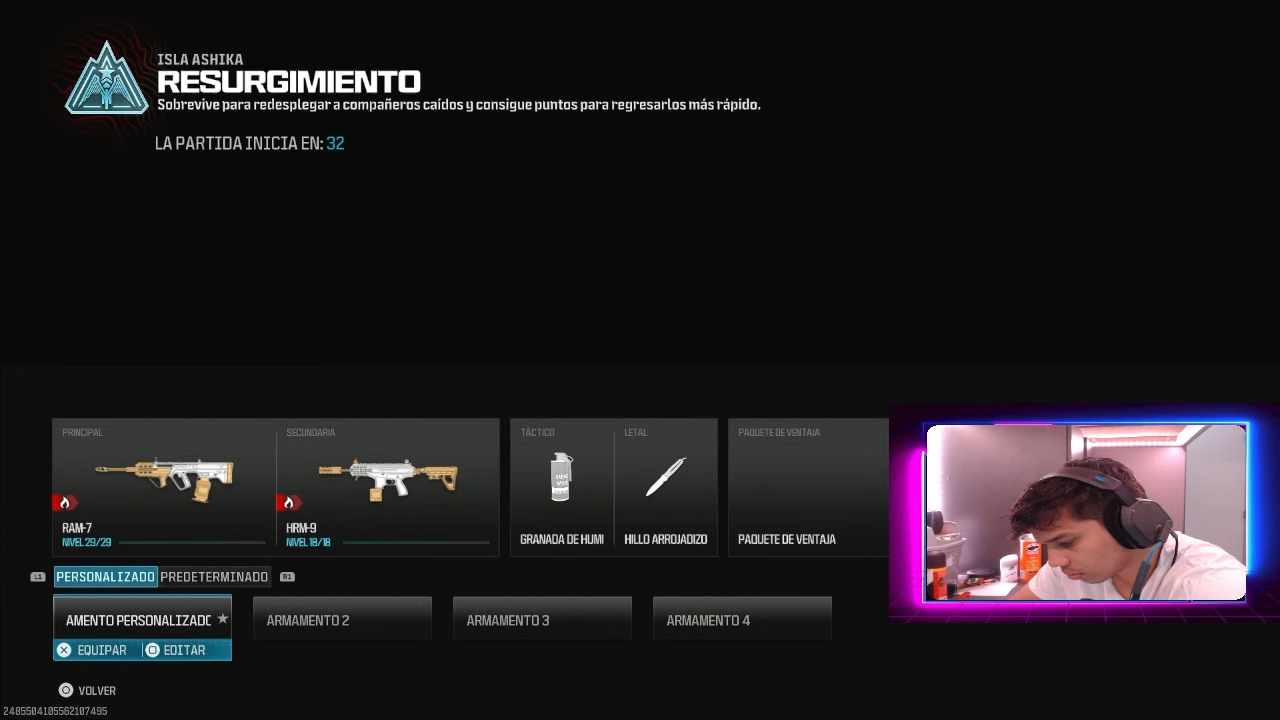 ISLA ASHIKA
RESURGIMIENTO
Sobrevive para redesplegar a compañeros caídos y consigue puntos para regresarlos más rápido.
LA PARTIDA INICIA EN: 32
PRINCIPAL
SECUNDARIA
TÁCTICO
LETAL
PAQUETE DE VENTAJA
RAM-7
NIVEL 29/29
HRM-9
NIVEL 18/18
GRANADA DE HUMI
HILLO ARROJADIZO
PAQUETE DE VENTAJA
L1 PERSONALIZADO PREDETERMINADO R1
AMENTO PERSONALIZADO
ARMAMENTO 2
ARMAMENTO 3
ARMAMENTO 4
EQUIPAR
EDITAR
VOLVER
2485504105562107495